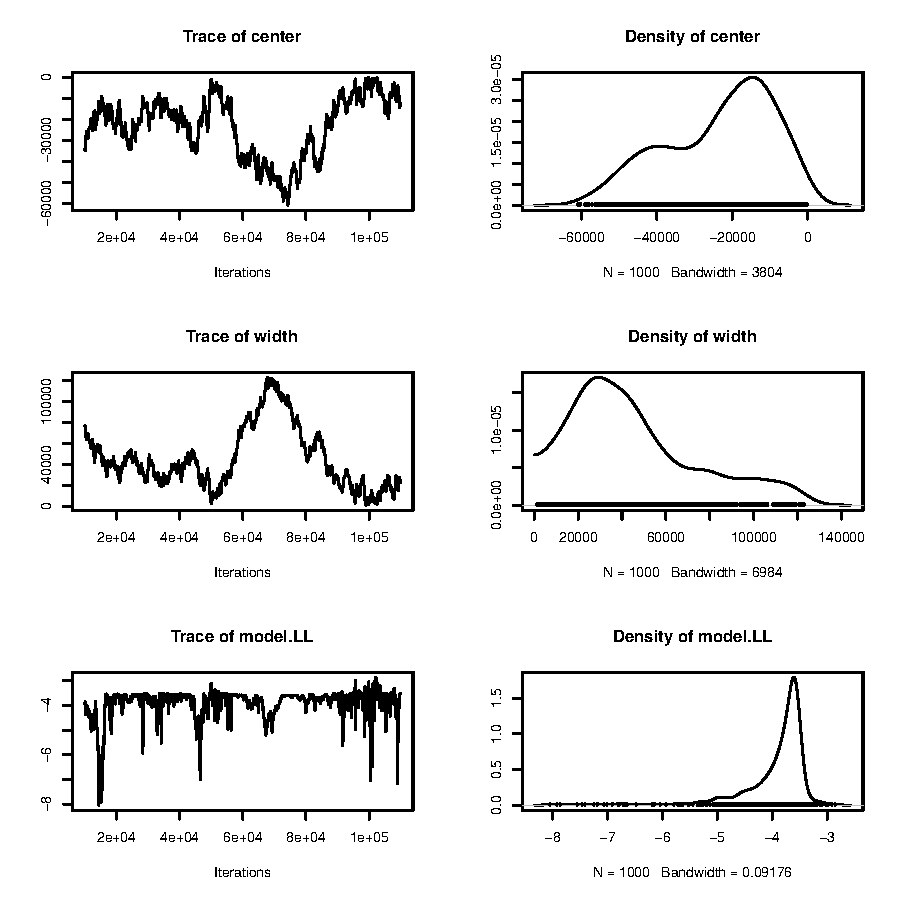 Trace of center
0
−30000
−60000
2e+04 4e+04 6e+04 8e+04 1e+05
Iterations
Density of center
3.0e−05
1.5e−05
0.0e+00
−60000 −40000 −20000 0
N = 1000 Bandwidth = 3804
Trace of width
100000
40000
0
2e+04 4e+04 6e+04 8e+04 1e+05
Iterations
Density of width
1.0e−05
0.0e+00
0 20000 60000 100000 140000
N = 1000 Bandwidth = 6984
Trace of model.LL
−4
−6
−8
2e+04 4e+04 6e+04 8e+04 1e+05
Iterations
Density of model.LL
1.5
1.0
0.5
0.0
−8 −7 −6 −5 −4 −3
N = 1000 Bandwidth = 0.09176